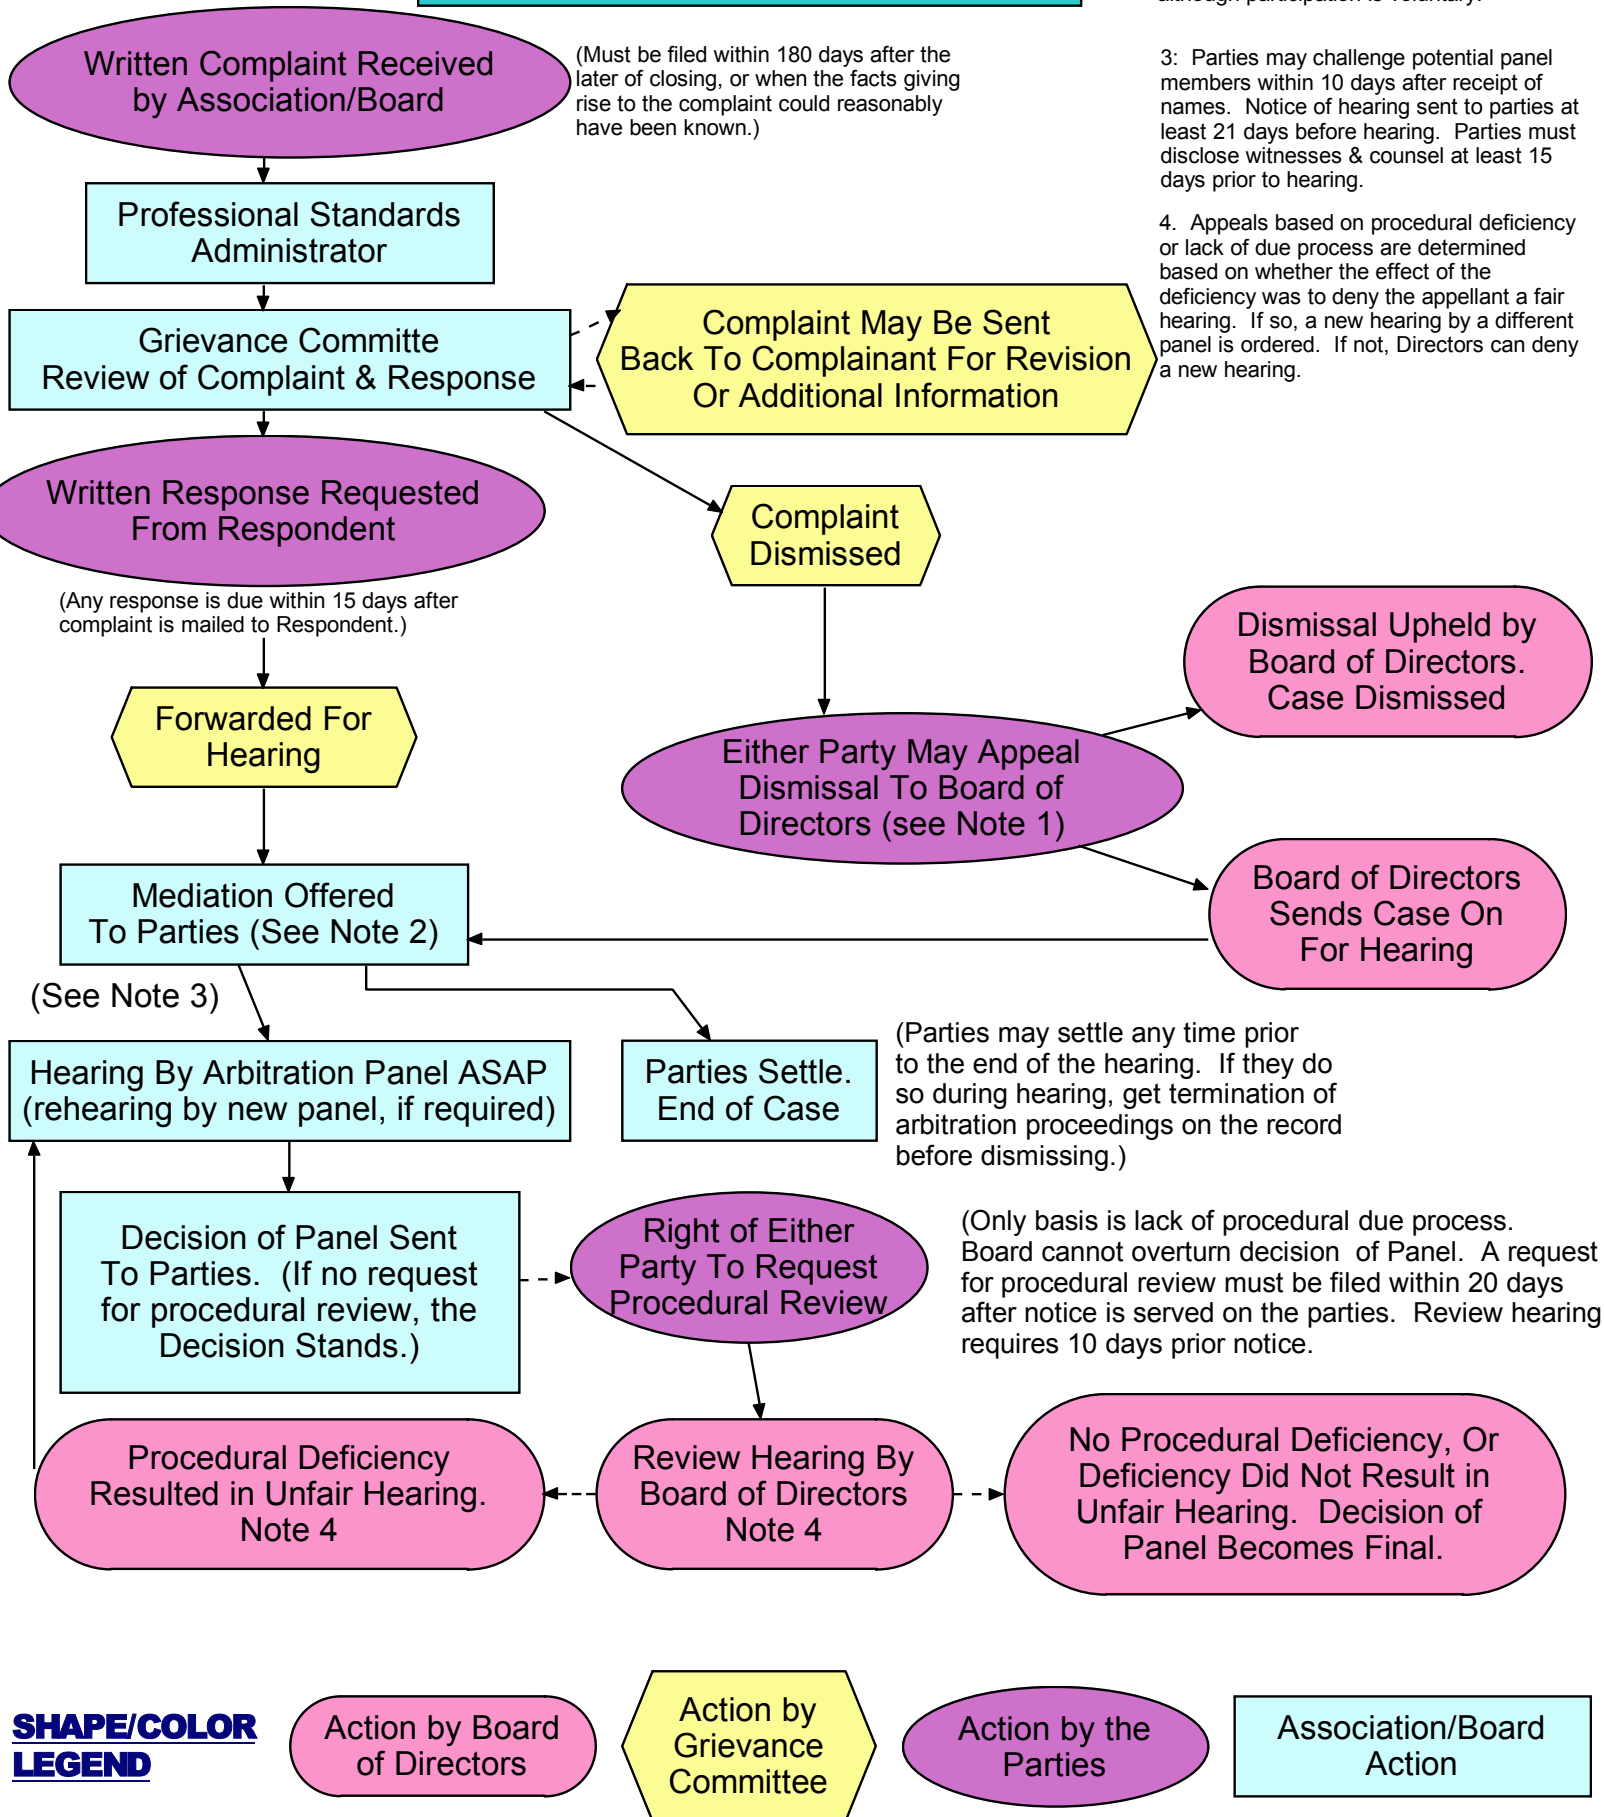 although participation is voluntary.
Written Complaint Received
by Association/Board
(Must be filed within 180 days after the
later of closing, or when the facts giving
rise to the complaint could reasonably
have been known.)
3:  Parties may challenge potential panel
members within 10 days after receipt of
names.  Notice of hearing sent to parties at
least 21 days before hearing.  Parties must
disclose witnesses & counsel at least 15
days prior to hearing.
Professional Standards
Administrator
4.  Appeals based on procedural deficiency
or lack of due process are determined
based on whether the effect of the
deficiency was to deny the appellant a fair
hearing.  If so, a new hearing by a different
panel is ordered.  If not, Directors can deny
a new hearing.
Grievance Committe
Review of Complaint & Response
Complaint May Be Sent
Back To Complainant For Revision
Or Additional Information
Written Response Requested
From Respondent
Complaint
Dismissed
(Any response is due within 15 days after
complaint is mailed to Respondent.)
Dismissal Upheld by
Board of Directors.
Case Dismissed
Forwarded For
Hearing
Either Party May Appeal
Dismissal To Board of
Directors (see Note 1)
Mediation Offered
To Parties (See Note 2)
Board of Directors
Sends Case On
For Hearing
(See Note 3)
Hearing By Arbitration Panel ASAP
(rehearing by new panel, if required)
Parties Settle.
End of Case
(Parties may settle any time prior
to the end of the hearing.  If they do
so during hearing, get termination of
arbitration proceedings on the record
before dismissing.)
Decision of Panel Sent
To Parties.  (If no request
for procedural review, the
Decision Stands.)
Right of Either
Party To Request
Procedural Review
(Only basis is lack of procedural due process.
Board cannot overturn decision  of Panel.  A request
for procedural review must be filed within 20 days
after notice is served on the parties.  Review hearing
requires 10 days prior notice.
Procedural Deficiency
Resulted in Unfair Hearing.
Note 4
Review Hearing By
Board of Directors
Note 4
No Procedural Deficiency, Or
Deficiency Did Not Result in
Unfair Hearing.  Decision of
Panel Becomes Final.
SHAPE/COLOR
LEGEND
Action by Board
of Directors
Action by
Grievance
Committee
Action by the
Parties
Association/Board
Action